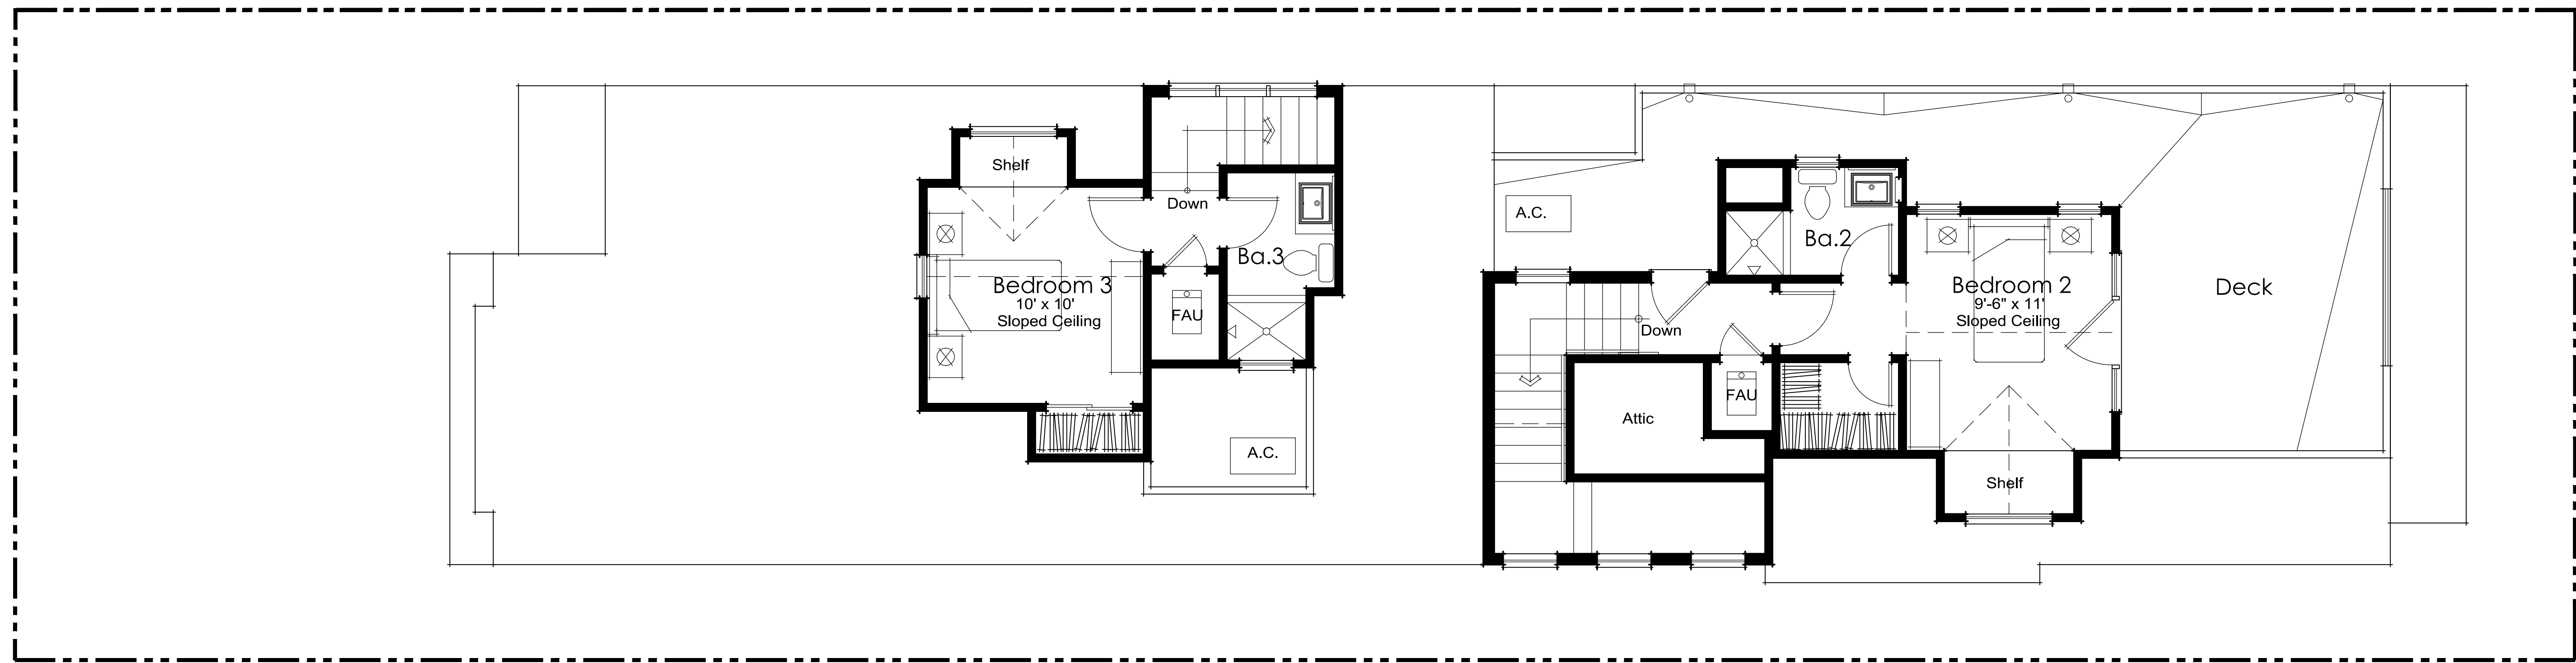 Shelf
Down
Ba.3
Bedroom 3
10' x 10'
Sloped Ceiling
FAU
A.C.
A.C.
Ba.2
Bedroom 2
9'-6" x 11'
Sloped Ceiling
Deck
Down
FAU
Attic
Shelf